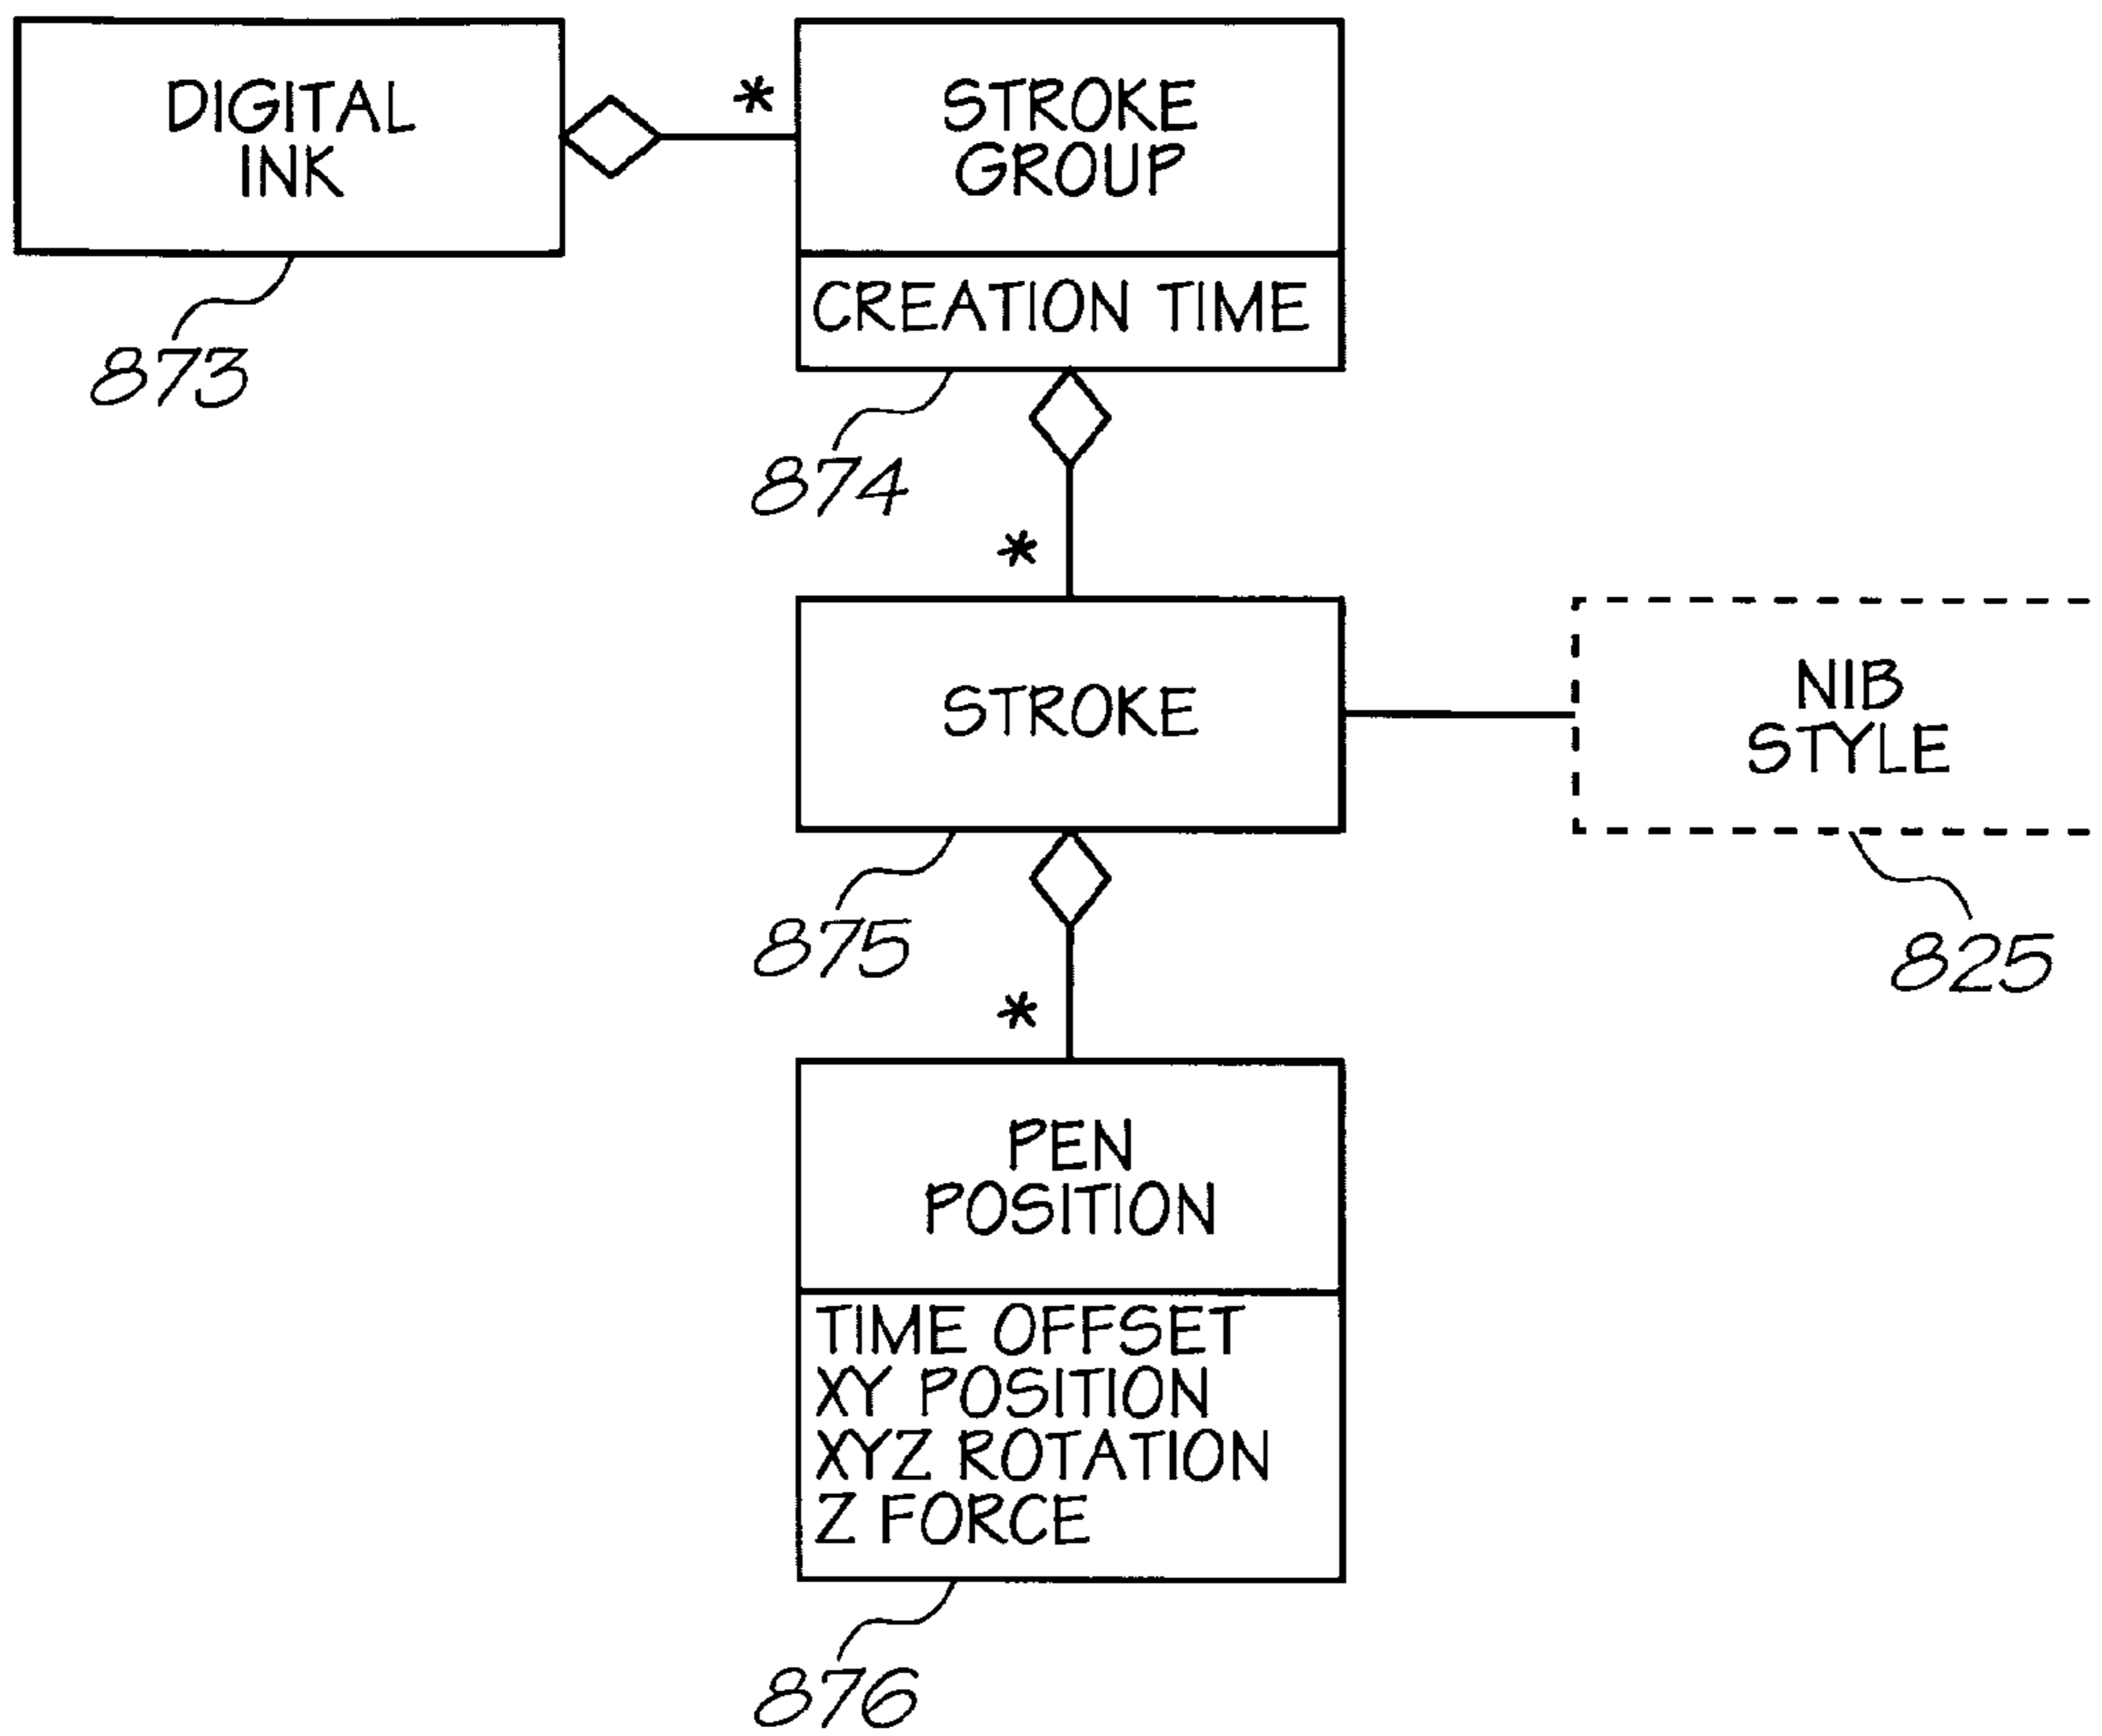 DIGITAL
INK
873
*
STROKE
GROUP
CREATION TIME
874
*
STROKE
875
NIB
STYLE
825
*
PEN
POSITION
TIME OFFSET
XY POSITION
XYZ ROTATION
Z FORCE
876